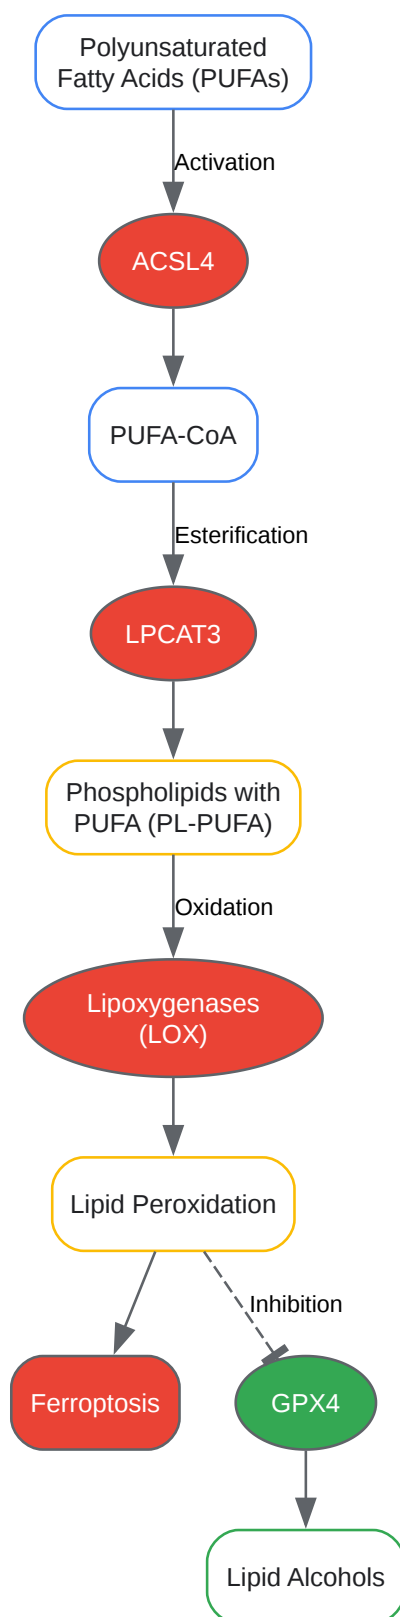 Polyunsaturated
Fatty Acids (PUFAs)
Activation
ACSL4
PUFA-CoA
Esterification
LPCAT3
Phospholipids with
PUFA (PL-PUFA)
Oxidation
Lipoxygenases
(LOX)
Lipid Peroxidation
Inhibition
Ferroptosis
GPX4
Lipid Alcohols